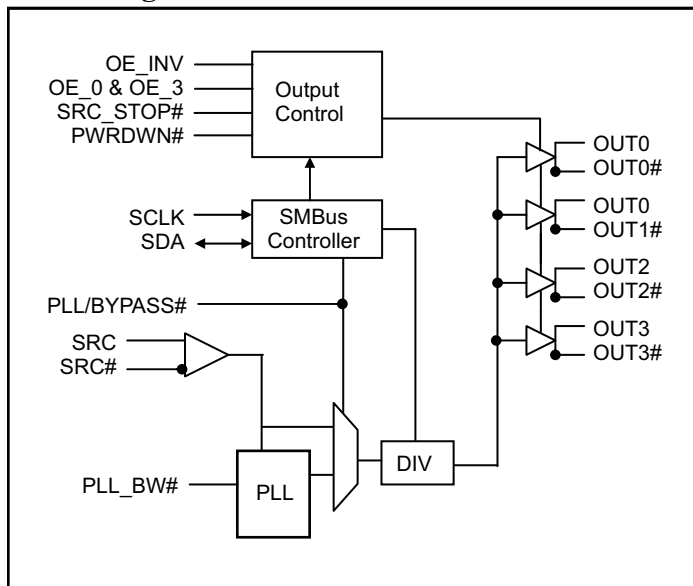 OE_INV
OE_0 & OE_3
SRC_STOP#
PWRDWN#
Output
Control
OUT0
OUT0#
OUT0
OUT1#
OUT2
OUT2#
OUT3
OUT3#
SCLK
SDA
SMBus
Controller
PLL/BYPASS#
SRC
SRC#
PLL_BW#
PLL
DIV